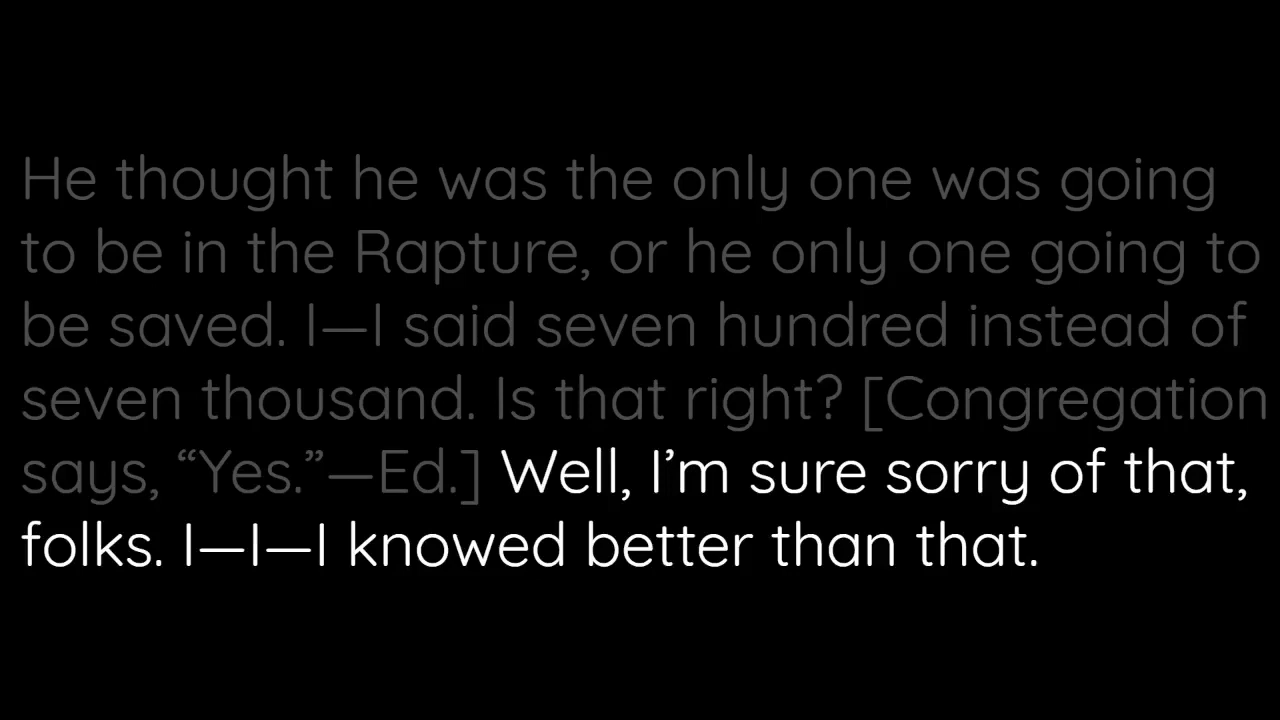 He thought he was the only one was going
to be in the Rapture, or he only one going to
be saved. I—I said seven hundred instead of
seven thousand. Is that right? [Congregation
says, “Yes.”—Ed.] Well, I’m sure sorry of that,
folks. I—I—I knowed better than that.